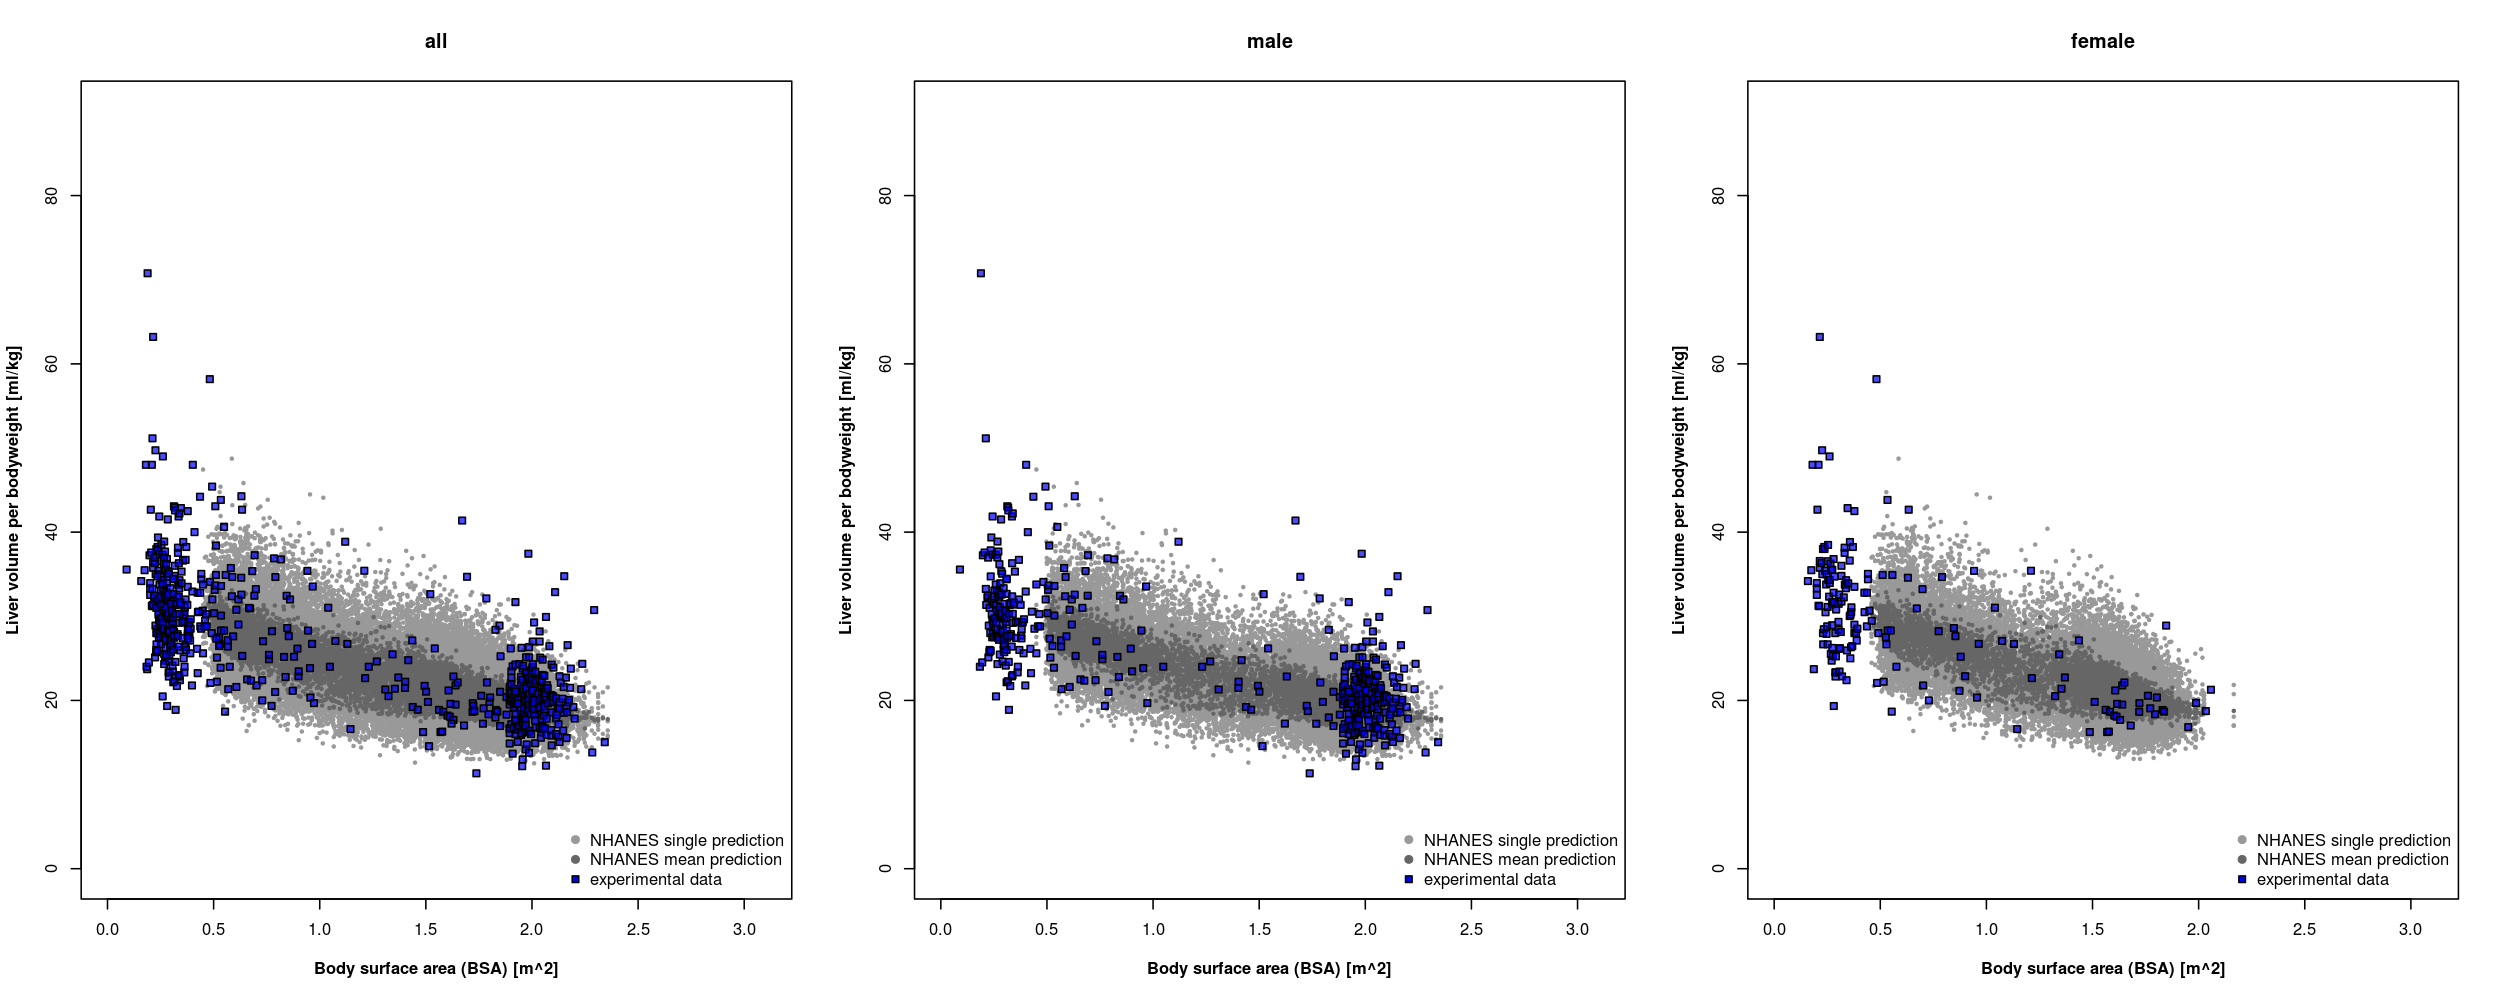 all
Liver volume per bodyweight [ml/kg]
80
60
40
20
0
NHANES single prediction
NHANES mean prediction
experimental data
0.0 0.5 1.0 1.5 2.0 2.5 3.0
Body surface area (BSA) [m^2]
male
Liver volume per bodyweight [ml/kg]
80
60
40
20
0
NHANES single prediction
NHANES mean prediction
experimental data
0.0 0.5 1.0 1.5 2.0 2.5 3.0
Body surface area (BSA) [m^2]
female
Liver volume per bodyweight [ml/kg]
80
60
40
20
0
NHANES single prediction
NHANES mean prediction
experimental data
0.0 0.5 1.0 1.5 2.0 2.5 3.0
Body surface area (BSA) [m^2]